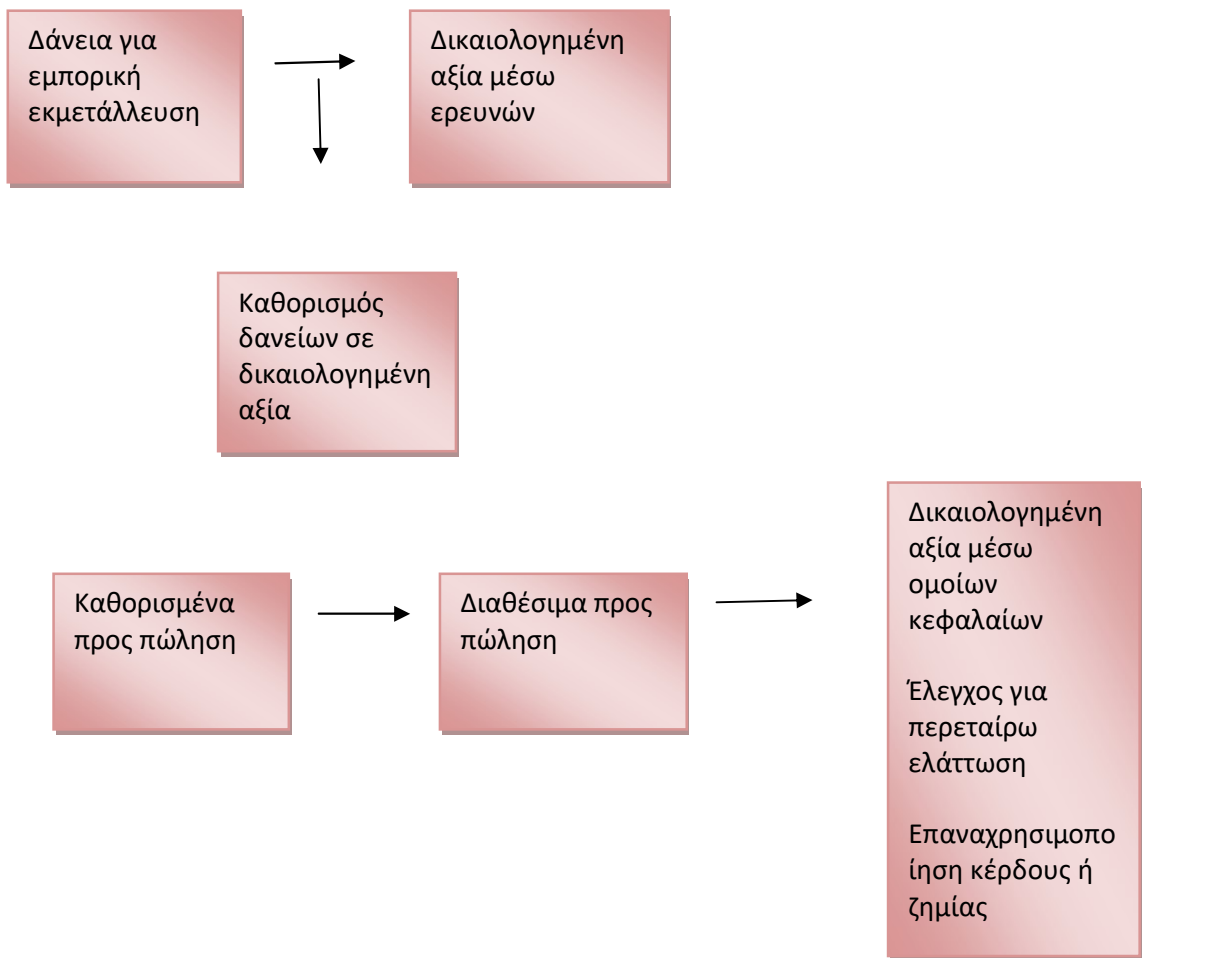 Δάνεια για
εμπορική
εκμετάλλευση
Δικαιολογημένη
αξία μέσω
ερευνών
Καθορισμός
δανείων σε
δικαιολογημένη
αξία
Καθορισμένα
προς πώληση
Διαθέσιμα προς
πώληση
Δικαιολογημένη
αξία μέσω
ομοίων
κεφαλαίων
Έλεγχος για
περεταίρω
ελάττωση
Επαναχρησιμοπο
ίηση κέρδους ή
ζημίας